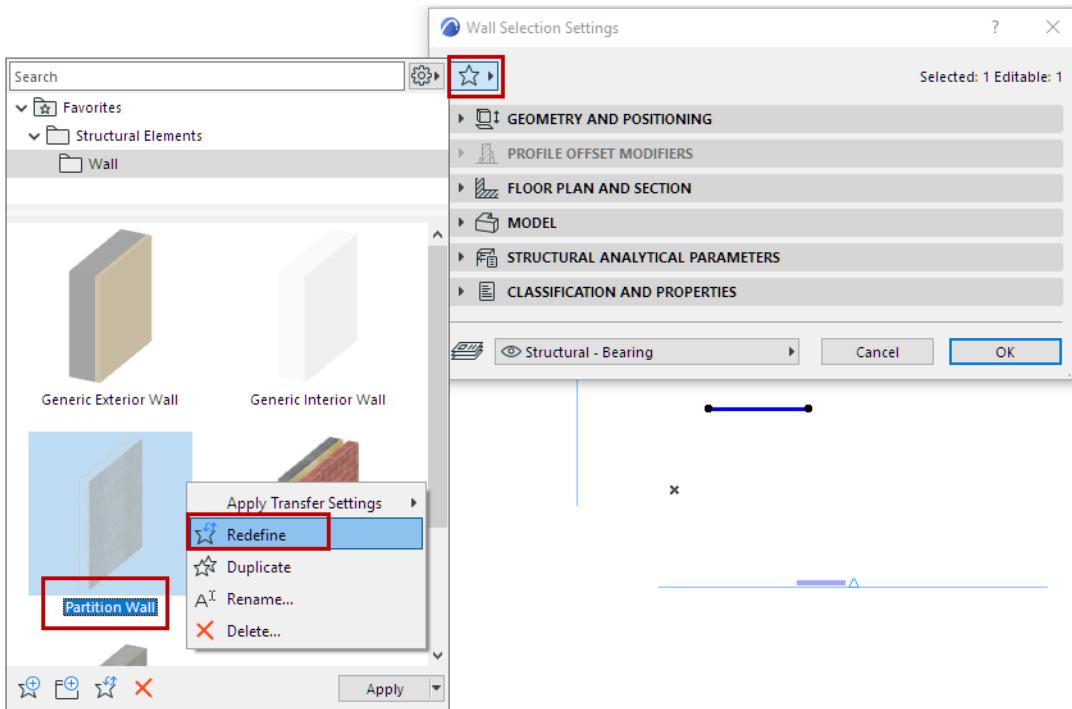 Wall Selection Settings
?
Search
Selected: 1 Editable: 1
Favorites
Structural Elements
Wall
GEOMETRY AND POSITIONING
PROFILE OFFSET MODIFIERS
FLOOR PLAN AND SECTION
MODEL
STRUCTURAL ANALYTICAL PARAMETERS
CLASSIFICATION AND PROPERTIES
Structural - Bearing
Cancel
OK
Generic Exterior Wall
Generic Interior Wall
Partition Wall
Apply Transfer Settings
Redefine
Duplicate
Rename...
Delete...
Apply